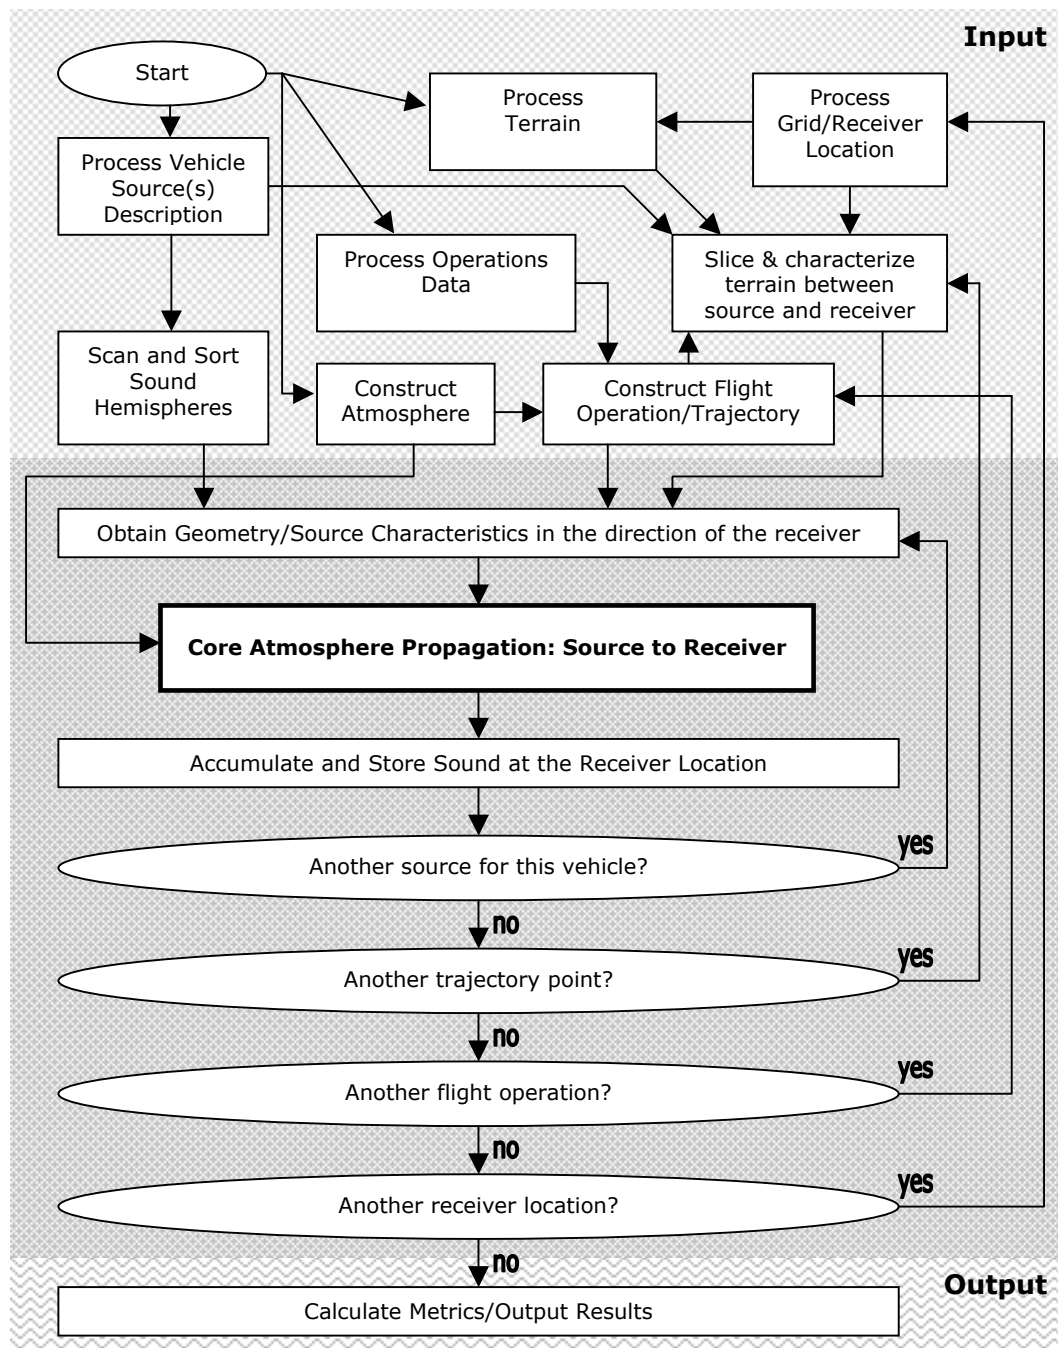 Input
Start
Process
Terrain
Process
Grid/Receiver
Location
Process Vehicle
Source(s)
Description
Process Operations
Data
Slice & characterize
terrain between
source and receiver
Scan and Sort
Sound
Hemispheres
Construct
Atmosphere
Construct Flight
Operation/Trajectory
Obtain Geometry/Source Characteristics in the direction of the receiver
Core Atmosphere Propagation: Source to Receiver
Accumulate and Store Sound at the Receiver Location
Another source for this vehicle?
yes
no
Another trajectory point?
yes
no
Another flight operation?
yes
no
Another receiver location?
yes
no
Output
Calculate Metrics/Output Results